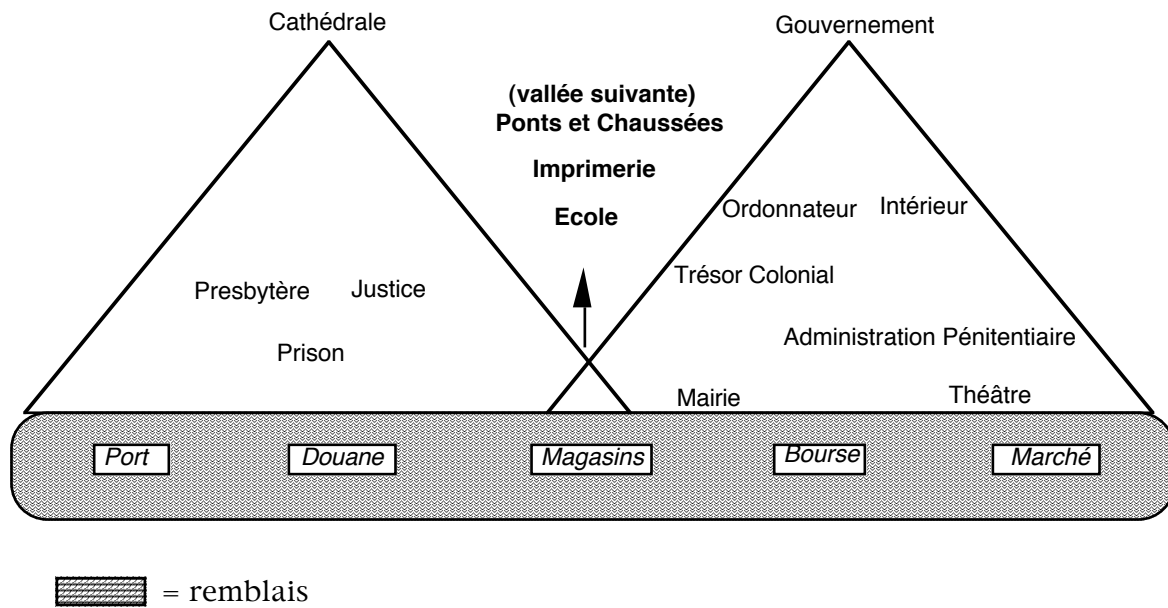 Cathédrale
Gouvernement
(vallée suivante)
Ponts et Chaussées
Imprimerie
Ecole
Ordonnateur
Intérieur
Trésor Colonial
Presbytère
Justice
Prison
Administration Pénitentiaire
Mairie
Théâtre
Port
Douane
Magasins
Bourse
Marché
= remblais